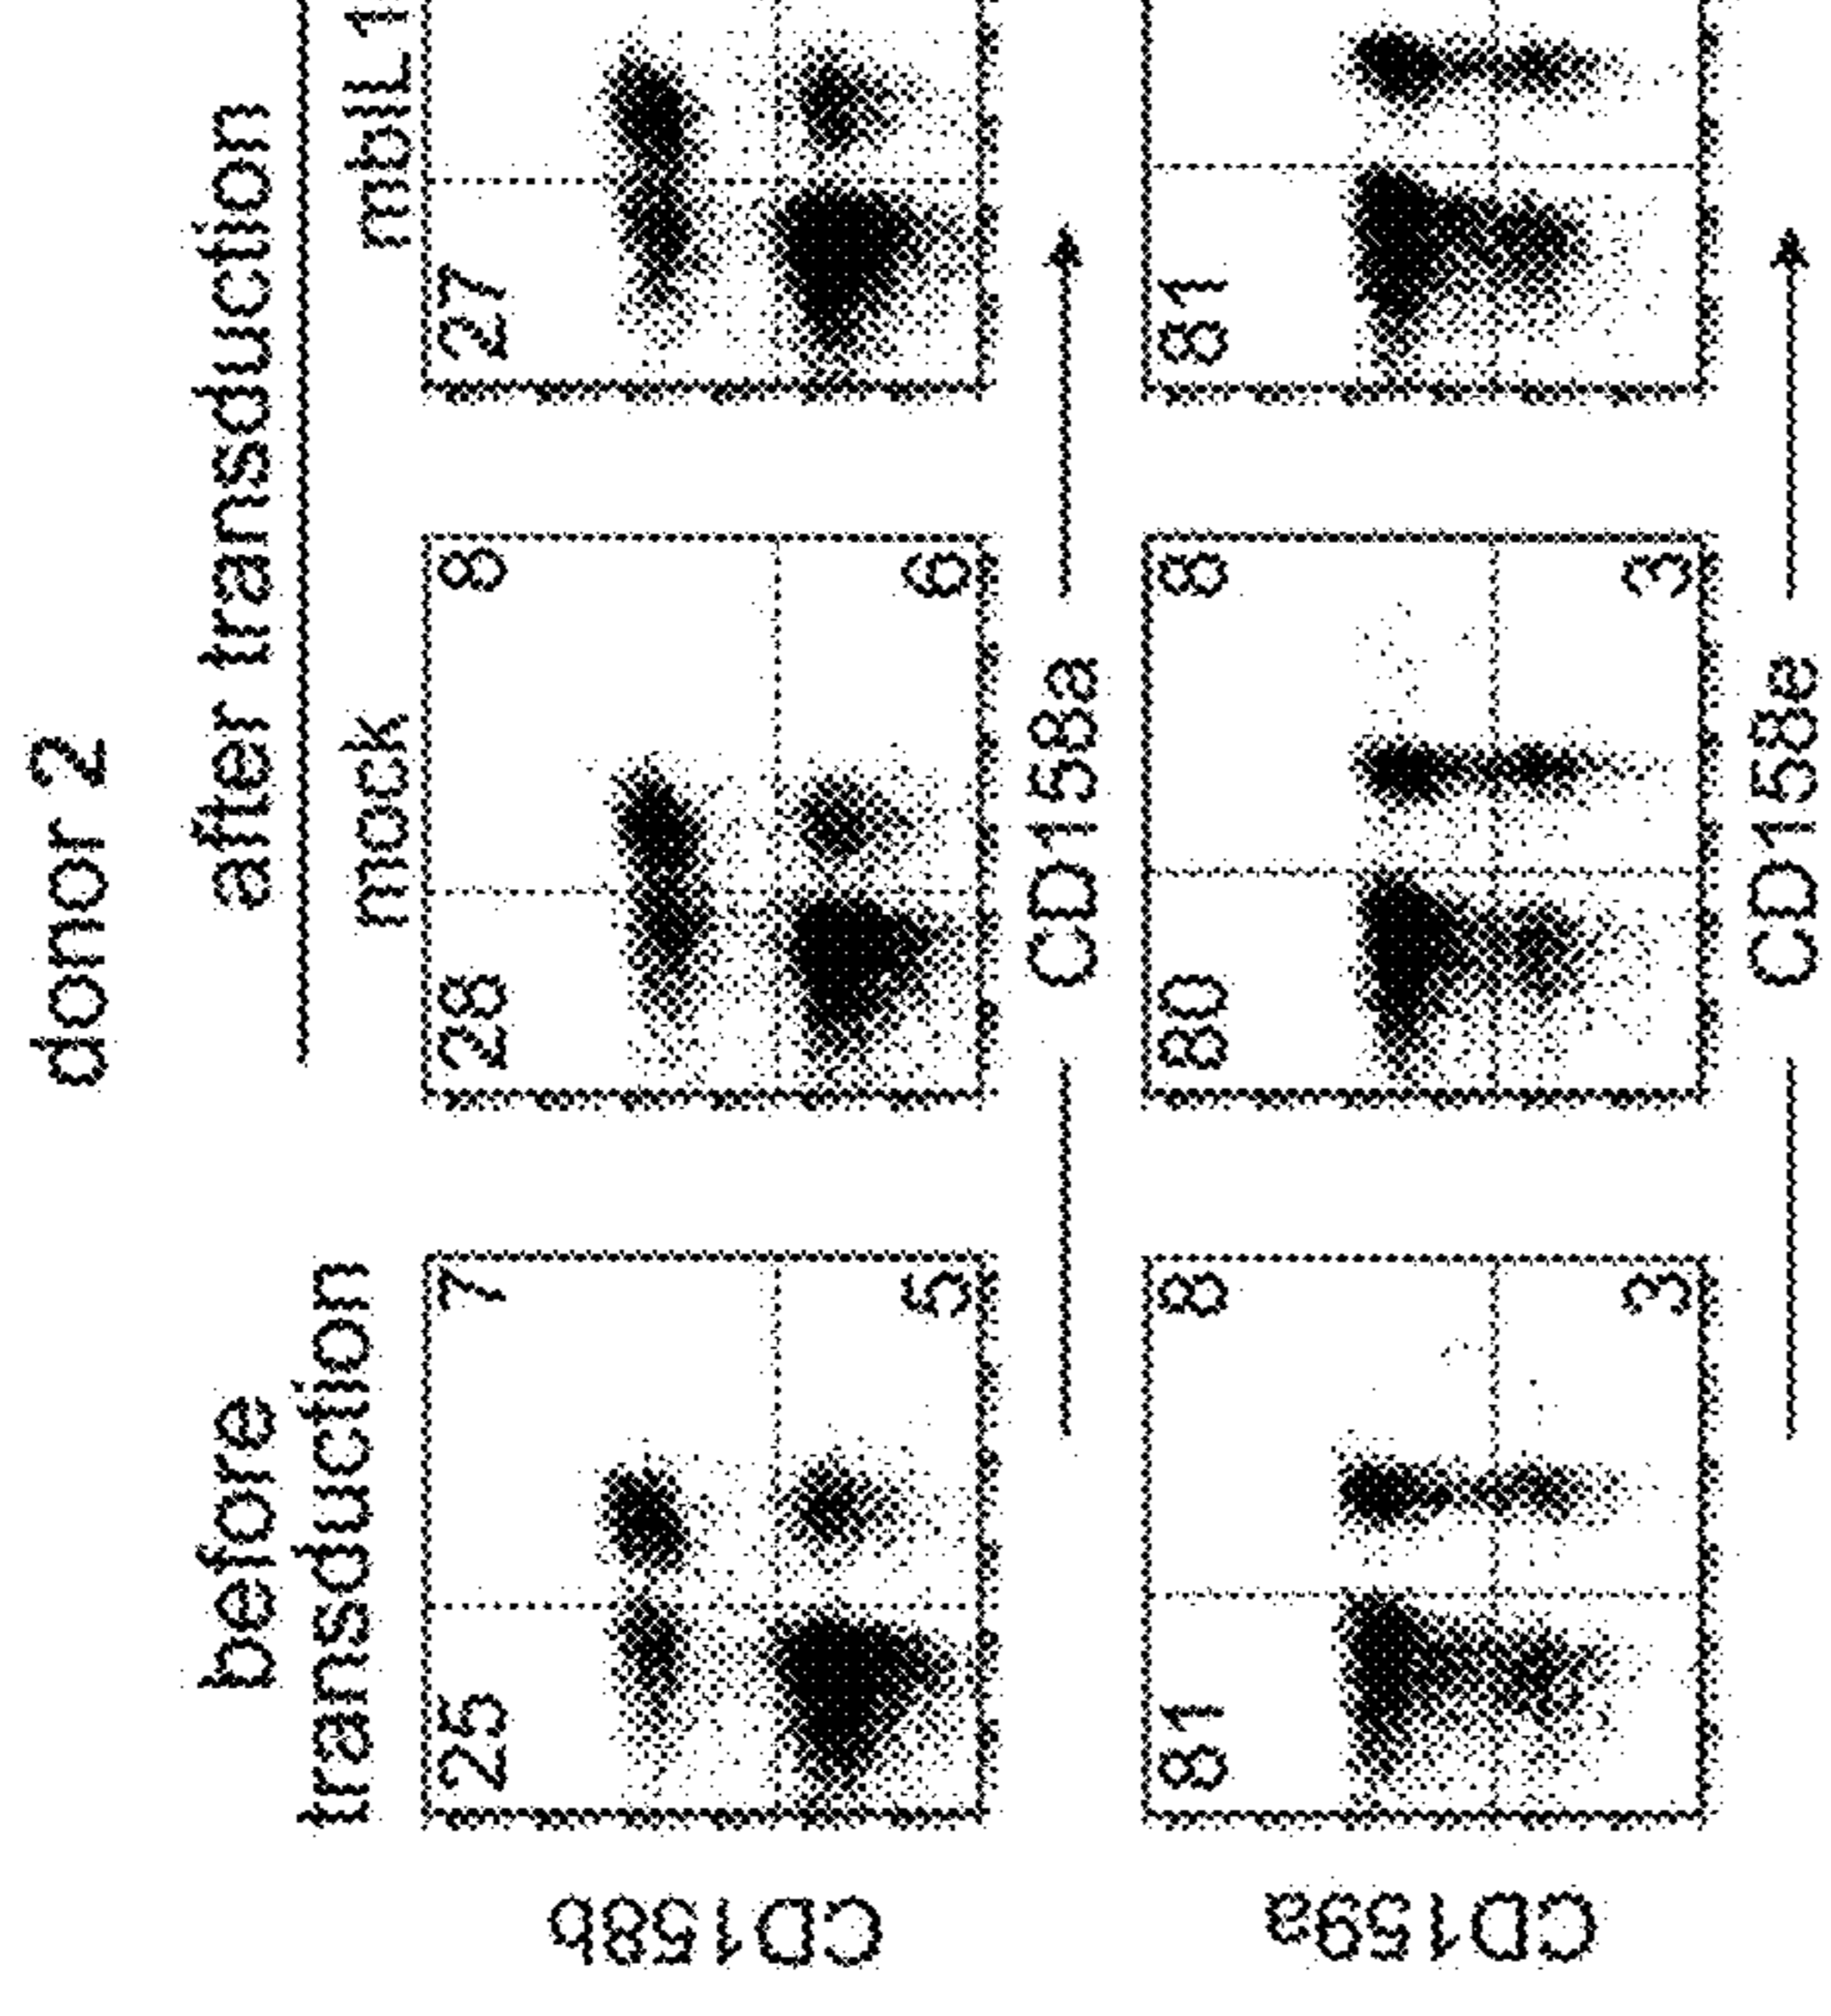 donor 2
before
transduction
after transduction
mock
mbIL1
CD158b
25
7
5
28
8
6
27
CD158a
CD159a
81
8
3
80
8
3
81
CD158e